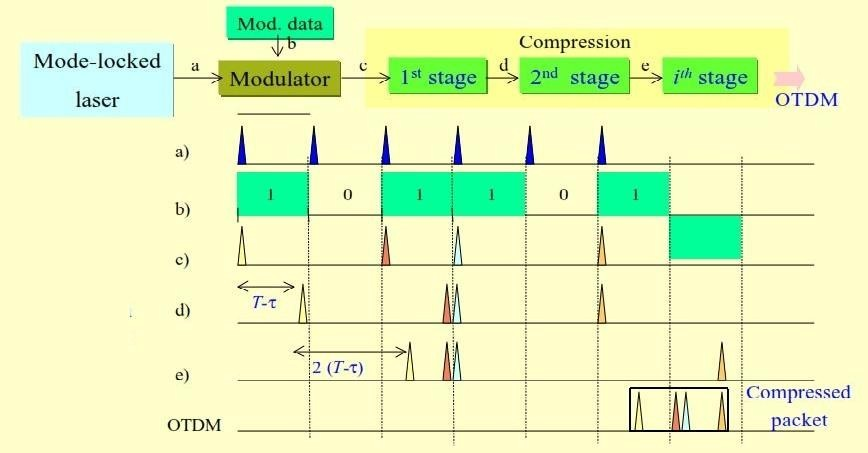 Mod. data
b
Mode-locked
laser
a
Modulator
c
Compression
1st stage
d
2nd stage
e
ith stage
OTDM
a)
b)
1 0 1 1 0 1
c)
d)
T-τ
e)
2 (T-τ)
Compressed
packet
OTDM